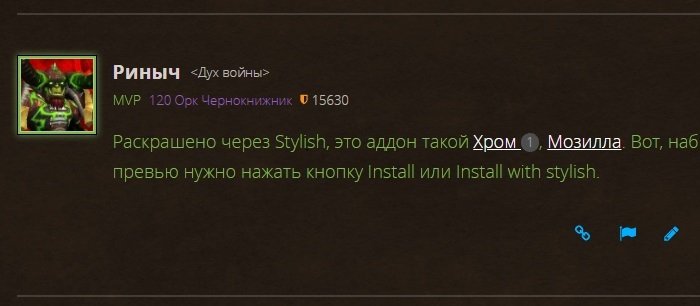 Риныч <Дух войны>
MVP 120 Орк Чернокнижник 15630
Раскрашено через Stylish, это аддон такой Хром 1, Мозилла. Вот, наб
превью нужно нажать кнопку Install или Install with stylish.